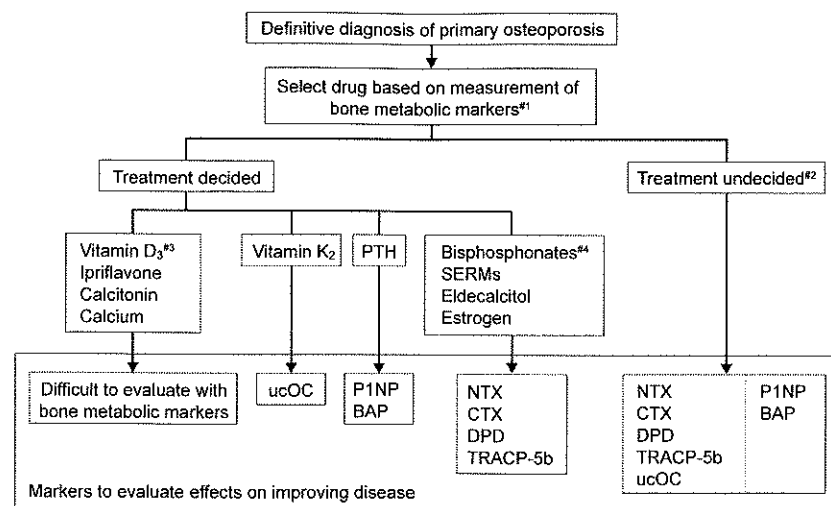 Definitive diagnosis of primary osteoporosis
Select drug based on measurement of
bone metabolic markers#1
Treatment decided
Treatment undecided#2
Vitamin D3#3
Ipriflavone
Calcitonin
Calcium
Vitamin K2
PTH
Bisphosphonates#4
SERMs
Eldecalcitol
Estrogen
Difficult to evaluate with
bone metabolic markers
ucOC
P1NP
BAP
NTX
CTX
DPD
TRACP-5b
NTX
CTX
DPD
TRACP-5b
ucOC
P1NP
BAP
Markers to evaluate effects on improving disease